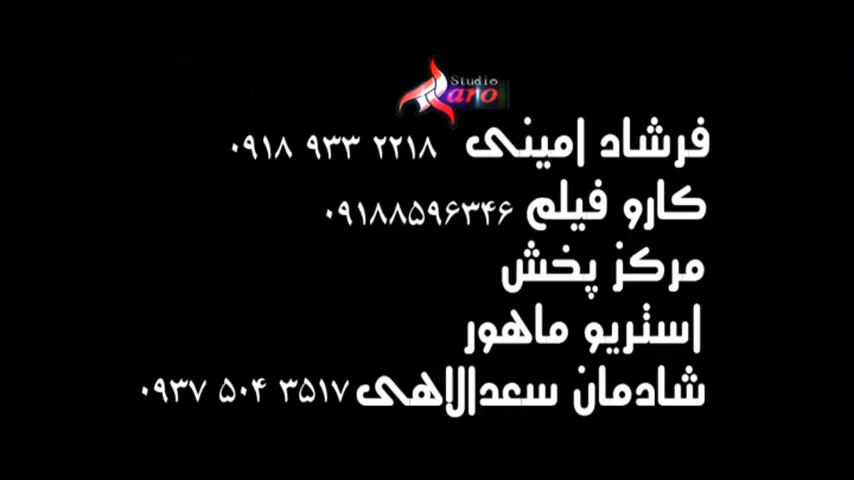 Studio
Karo
فرشاد امینی ۰۹۱۸ ۹۳۳ ۲۲۱۸
کارو فیلم ۰۹۱۸۸۵۹۶۳۴۶
مرکز پخش
استریو ماهور
شادمان سعدالاهی ۰۹۳۷ ۵۰۴ ۳۵۱۷